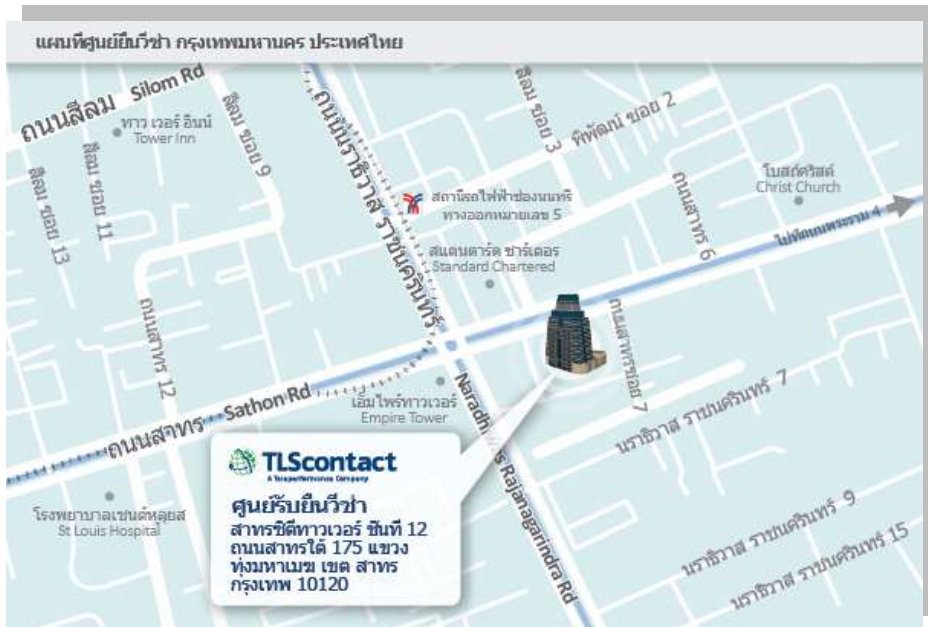 แผนที่ศูนย์ยื่นวีซ่า กรุงเทพมหานคร ประเทศไทย
ถนนสีลม Silom Rd
ทาว เวอร์ อินน์
Tower Inn
สีลม ซอย 13
สีลม ซอย 11
สีลม ซอย 9
ถนนนราธิวาส ราชนครินทร์
สีลม ซอย 3
พิพัฒน์ ซอย 2
สถานีรถไฟฟ้าช่องนนทรี
ทางออกหมายเลข 5
ถนนสาทร 6
โบสถ์คริสต์
Christ Church
ไปที่ถนนพระราม 4
สแตนดาร์ด ชาร์เตอร์
Standard Chartered
ถนนสาทร 12
ถนนสาทรซอย 7
ถนนสาทร Sathon Rd
เอ็มไพร์ทาวเวอร์
Empire Tower
Naradhiwas Rajanagarindra Rd
นราธิวาส ราชนครินทร์ 7
นราธิวาส ราชนครินทร์ 9
นราธิวาส ราชนครินทร์ 15
โรงพยาบาลเซนต์หลุยส
St Louis Hospital
TLScontact
A Teleperformance Company
ศูนย์รับยื่นวีซ่า
สาทรซิตี้ทาวเวอร์ ชั้นที่ 12
ถนนสาทรใต้ 175 แขวง
ทุ่งมหาเมฆ เขต สาทร
กรุงเทพ 10120